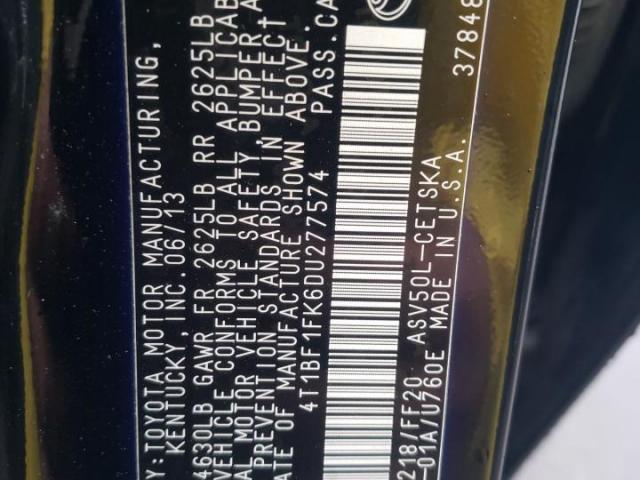 Y:TOYOTA MOTOR MANUFACTURING,
KENTUCKY, INC. 06/13
4630LB GAWR FR 2625LB RR 2625LB
VEHICLE CONFORMS TO ALL APPLICAB
AL MOTOR VEHICLE SAFETY BUMPER A
PREVENTION STANDARDS IN EFFECT
ATE OF MANUFACTURE SHOWN ABOVE.
4T1BF1FK6DU277574 PASS.CA
218/FF20 ASV50L-CETSKA
-01A/U760E MADE IN U.S.A. 37848